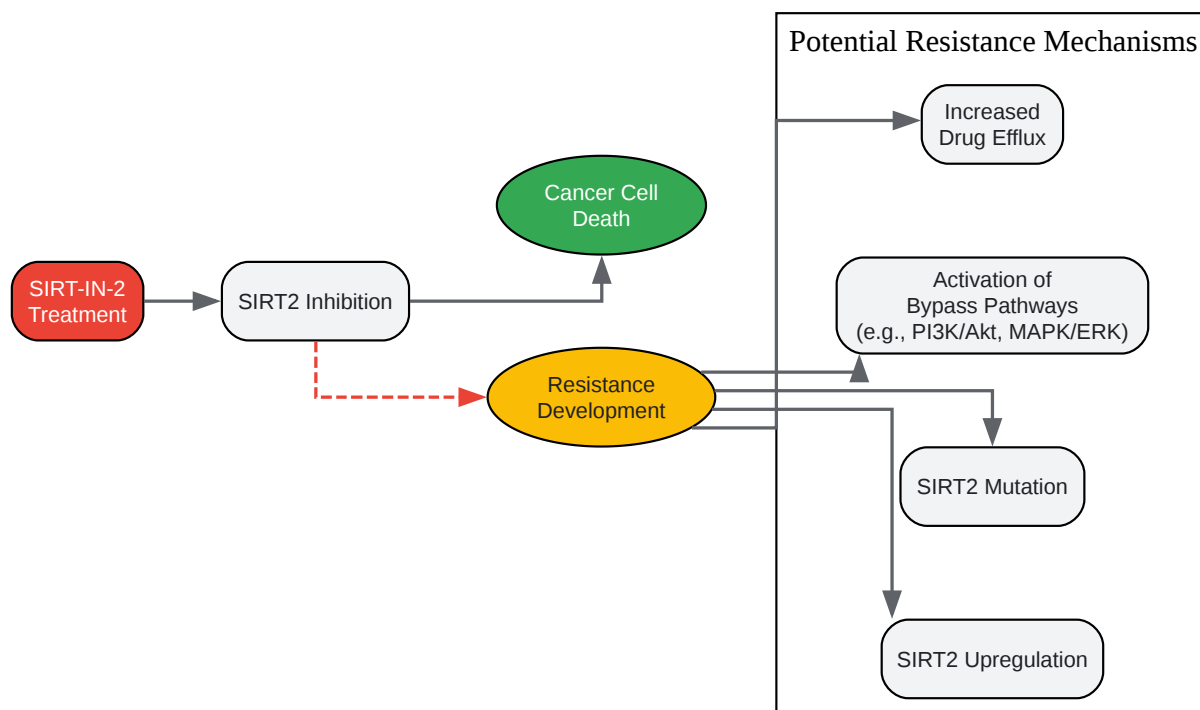 Potential Resistance Mechanisms
Increased
Drug Efflux
Cancer Cell
Death
SIRT-IN-2
Treatment
SIRT2 Inhibition
Activation of
Bypass Pathways
(e.g., PI3K/Akt, MAPK/ERK)
Resistance
Development
SIRT2 Mutation
SIRT2 Upregulation